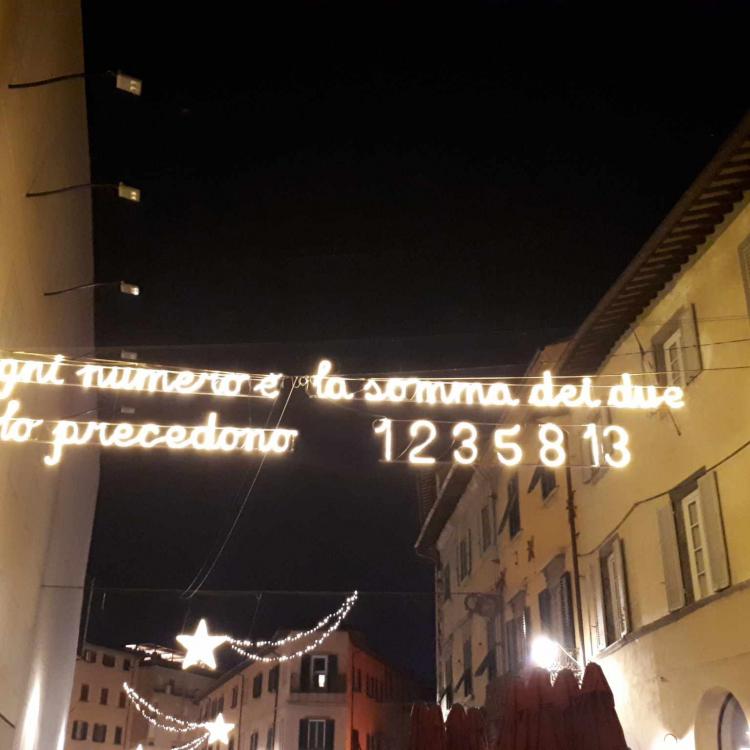 gni numero è la somma dei due
lo precedono 1 2 3 5 8 13